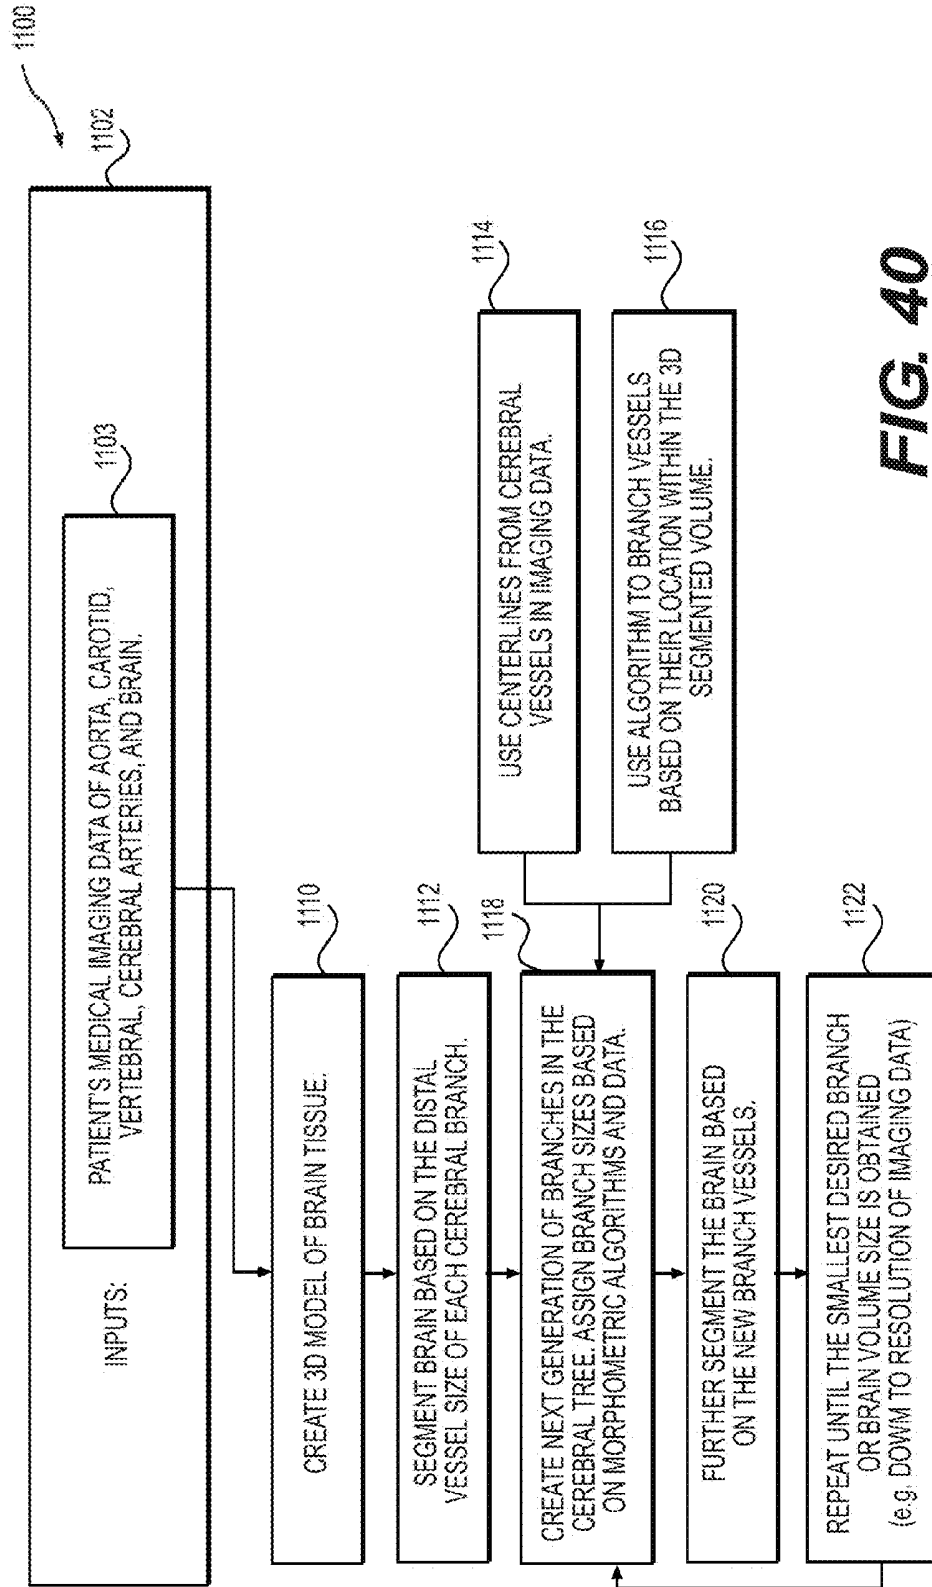 1100
1102
1103
INPUTS:
PATIENT'S MEDICAL IMAGING DATA OF AORTA, CAROTID,
VERTEBRAL, CEREBRAL ARTERIES, AND BRAIN.
1110
CREATE 3D MODEL OF BRAIN TISSUE.
1112
SEGMENT BRAIN BASED ON THE DISTAL
VESSEL SIZE OF EACH CEREBRAL BRANCH.
1114
USE CENTERLINES FROM CEREBRAL
VESSELS IN IMAGING DATA.
1116
USE ALGORITHM TO BRANCH VESSELS
BASED ON THEIR LOCATION WITHIN THE 3D
SEGMENTED VOLUME.
1118
CREATE NEXT GENERATION OF BRANCHES IN THE
CEREBRAL TREE. ASSIGN BRANCH SIZES BASED
ON MORPHOMETRIC ALGORITHMS AND DATA.
1120
FURTHER SEGMENT THE BRAIN BASED
ON THE NEW BRANCH VESSELS.
1122
REPEAT UNTIL THE SMALLEST DESIRED BRANCH
OR BRAIN VOLUME SIZE IS OBTAINED
(e.g. DOWM TO RESOLUTION OF IMAGING DATA)
FIG. 40